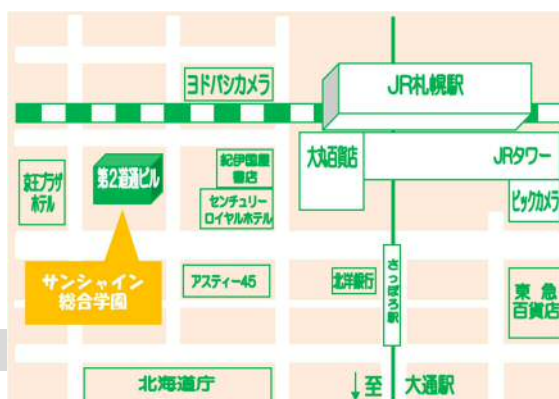 ヨドバシカメラ
JR札幌駅
京王プラザ
ホテル
第2道通ビル
紀伊国屋
書店
大丸百貨店
JRタワー
センチュリー
ロイヤルホテル
ビックカメラ
サンシャイン
総合学園
アスティー45
北洋銀行
さっぽろ駅
東急
百貨店
北海道庁
↓至 大通駅